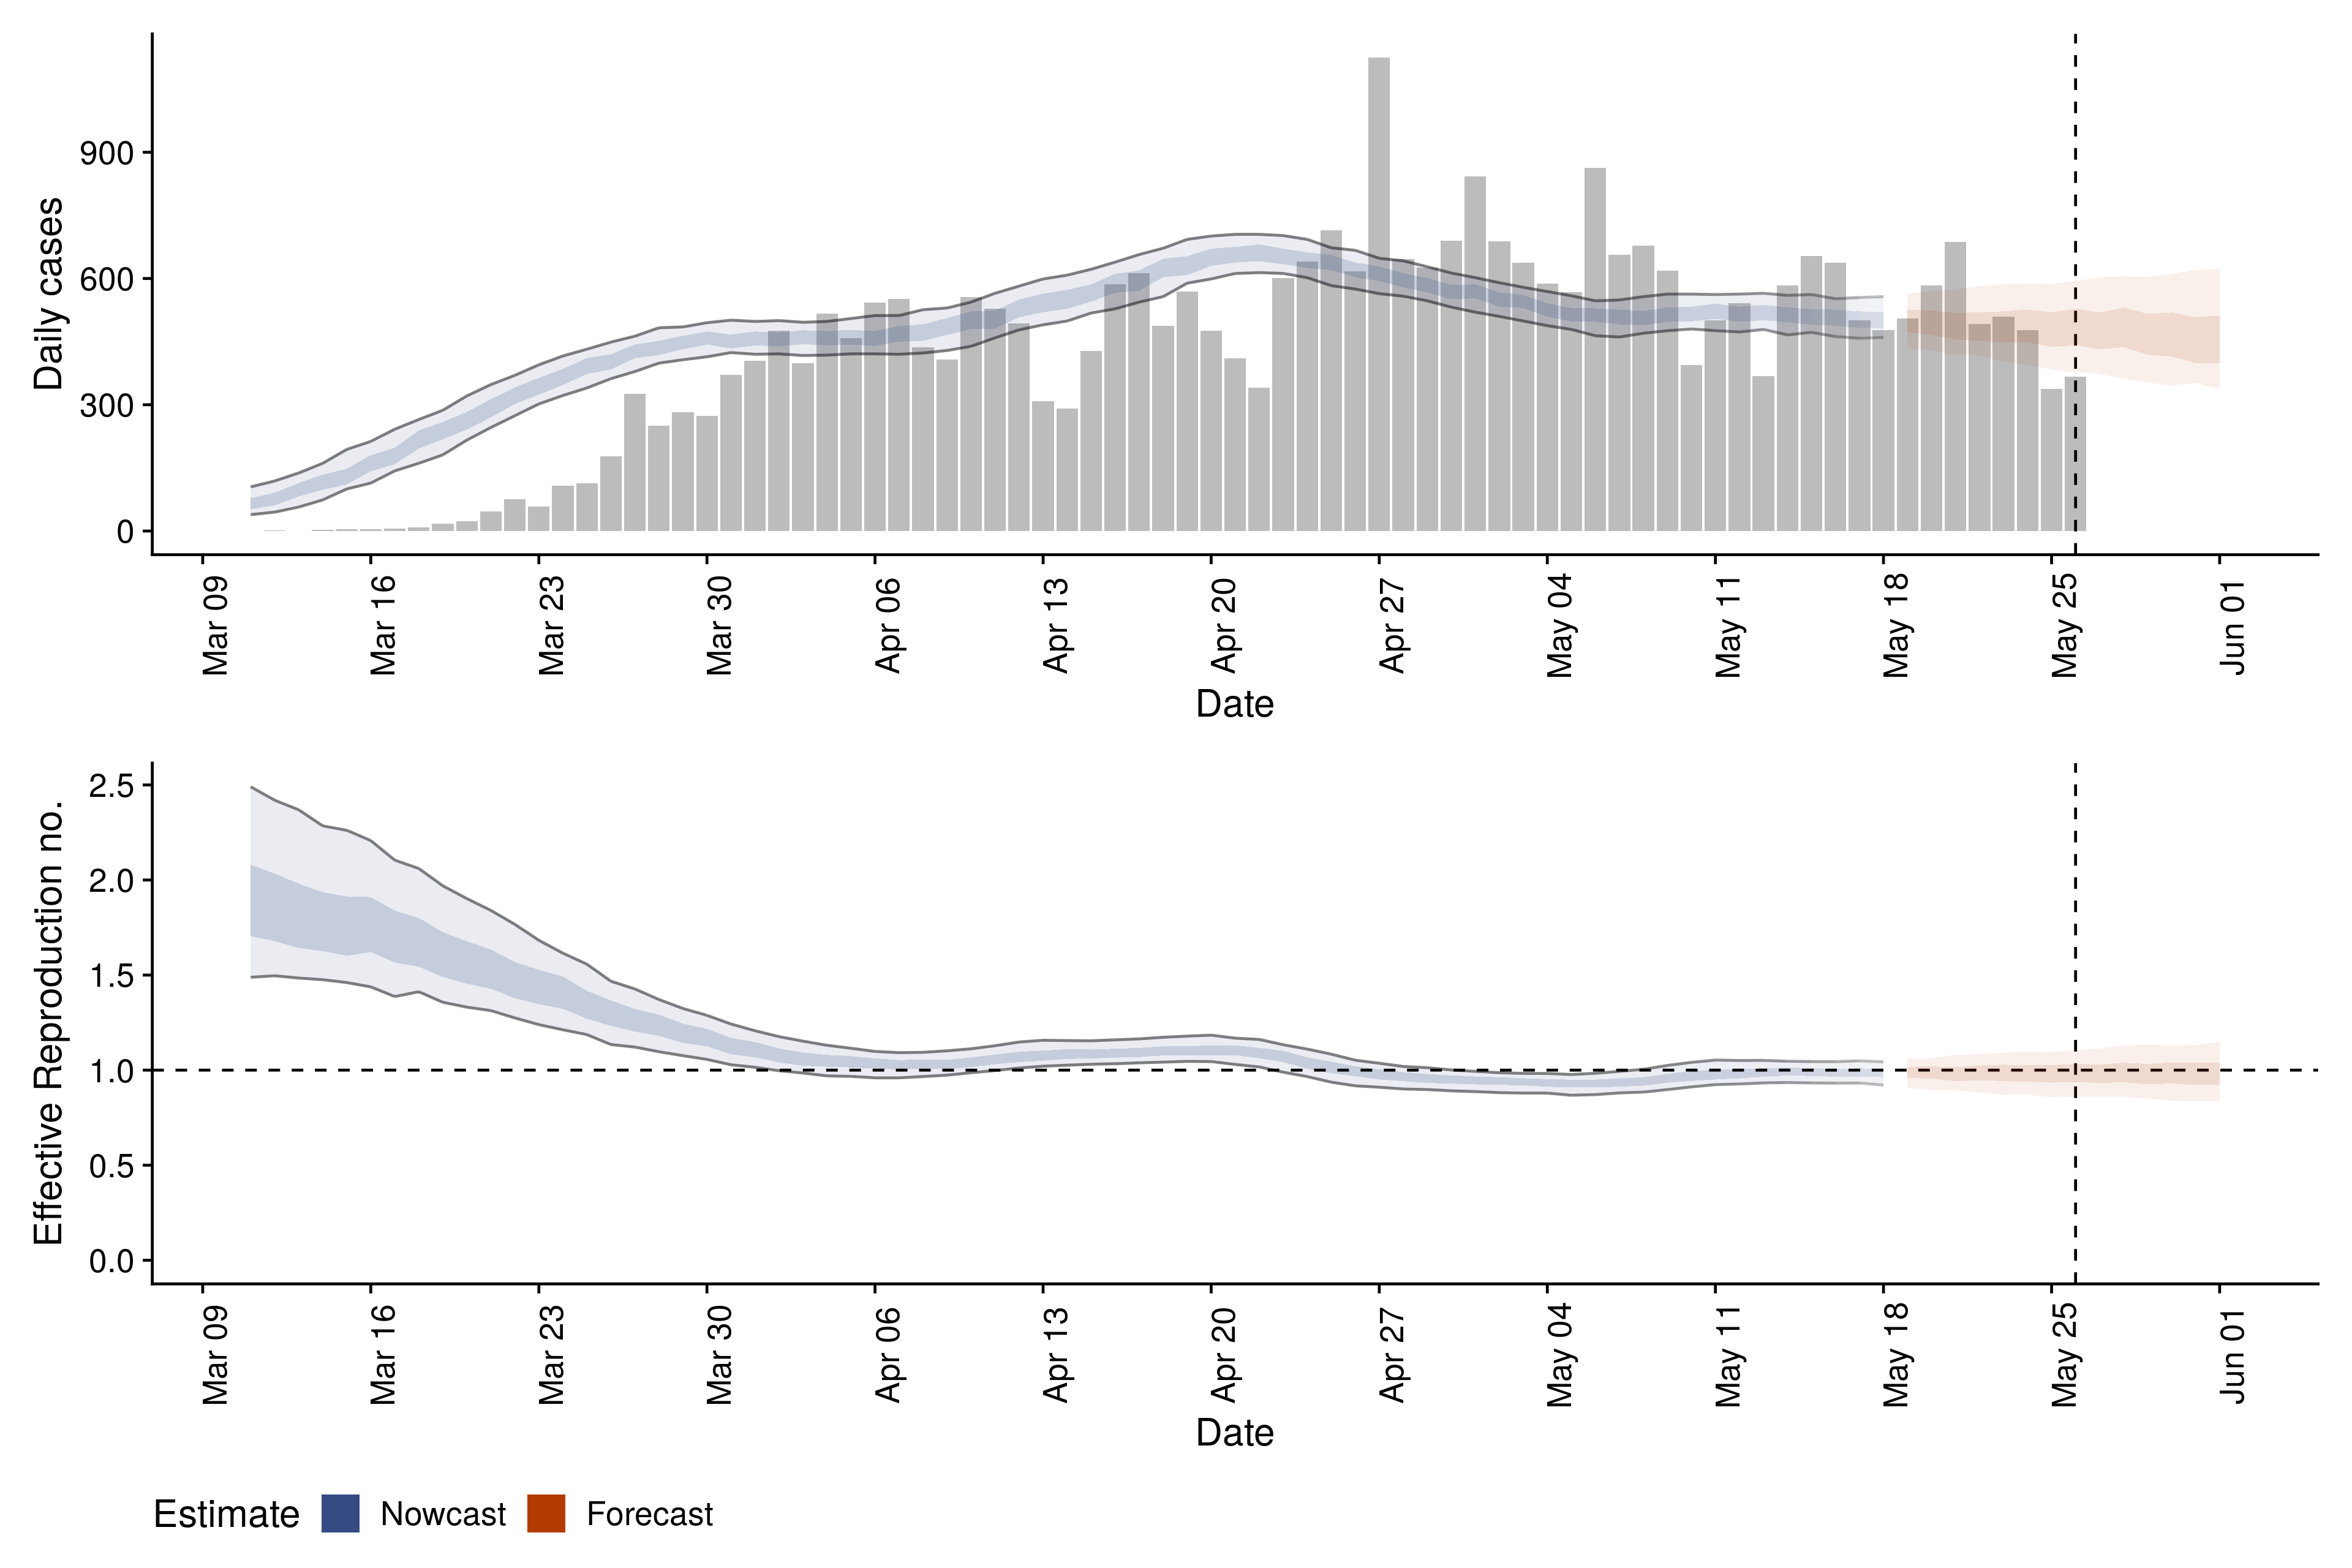 Daily cases
900
600
300
0
Mar 09
Mar 16
Mar 23
Mar 30
Apr 06
Apr 13
Apr 20
Apr 27
May 04
May 11
May 18
May 25
Jun 01
Date
Effective Reproduction no.
2.5
2.0
1.5
1.0
0.5
0.0
Mar 09
Mar 16
Mar 23
Mar 30
Apr 06
Apr 13
Apr 20
Apr 27
May 04
May 11
May 18
May 25
Jun 01
Date
Estimate Nowcast Forecast